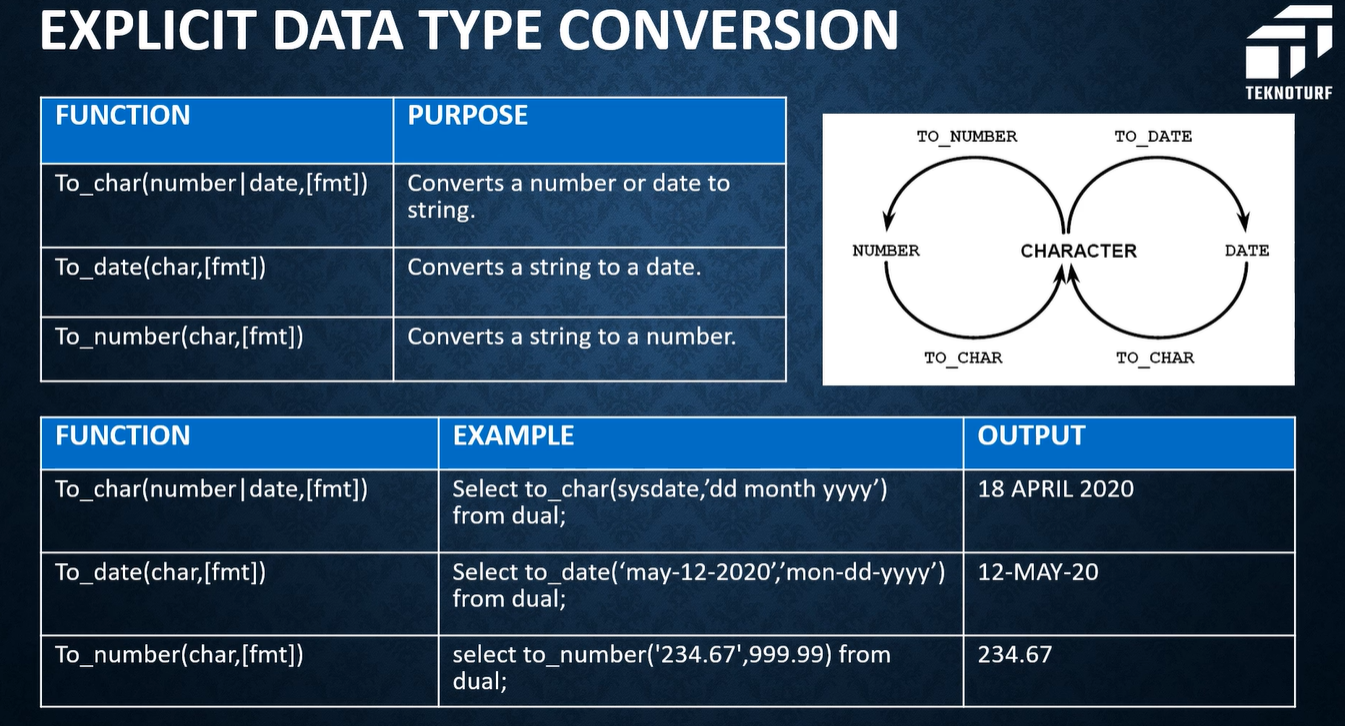 EXPLICIT DATA TYPE CONVERSION
TEKNOTURF
FUNCTION PURPOSE
To_char(number|date,[fmt]) Converts a number or date to
string.
To_date(char,[fmt]) Converts a string to a date.
To_number(char,[fmt]) Converts a string to a number.
TO_NUMBER TO_DATE
NUMBER CHARACTER DATE
TO_CHAR TO_CHAR
FUNCTION EXAMPLE OUTPUT
To_char(number|date,[fmt]) Select to_char(sysdate,’dd month yyyy’) 18 APRIL 2020
from dual;
To_date(char,[fmt]) Select to_date(‘may-12-2020’,’mon-dd-yyyy’) 12-MAY-20
from dual;
To_number(char,[fmt]) select to_number('234.67',999.99) from 234.67
dual;